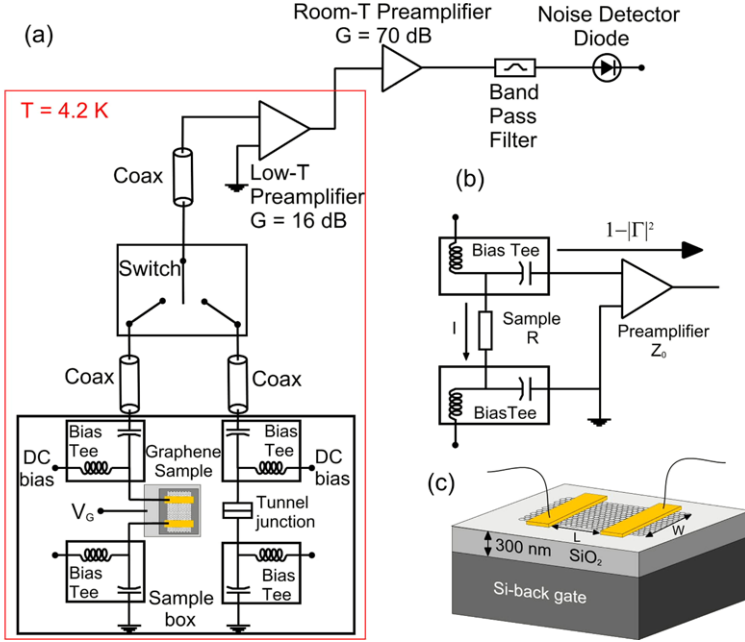 (a)
Room-T Preamplifier
G = 70 dB
Noise Detector
Diode
Band
Pass
Filter
T = 4.2 K
Coax
Low-T
Preamplifier
G = 16 dB
Switch
Coax
Coax
Bias
Tee
Graphene
Sample
Bias
Tee
DC
bias
DC
bias
V_G
Tunnel
junction
Bias
Tee
Bias
Tee
Sample
box
(b)
1−|Γ|²
Bias Tee
I
Sample
R
Preamplifier
Z₀
BiasTee
(c)
L
W
300 nm
SiO₂
Si-back gate